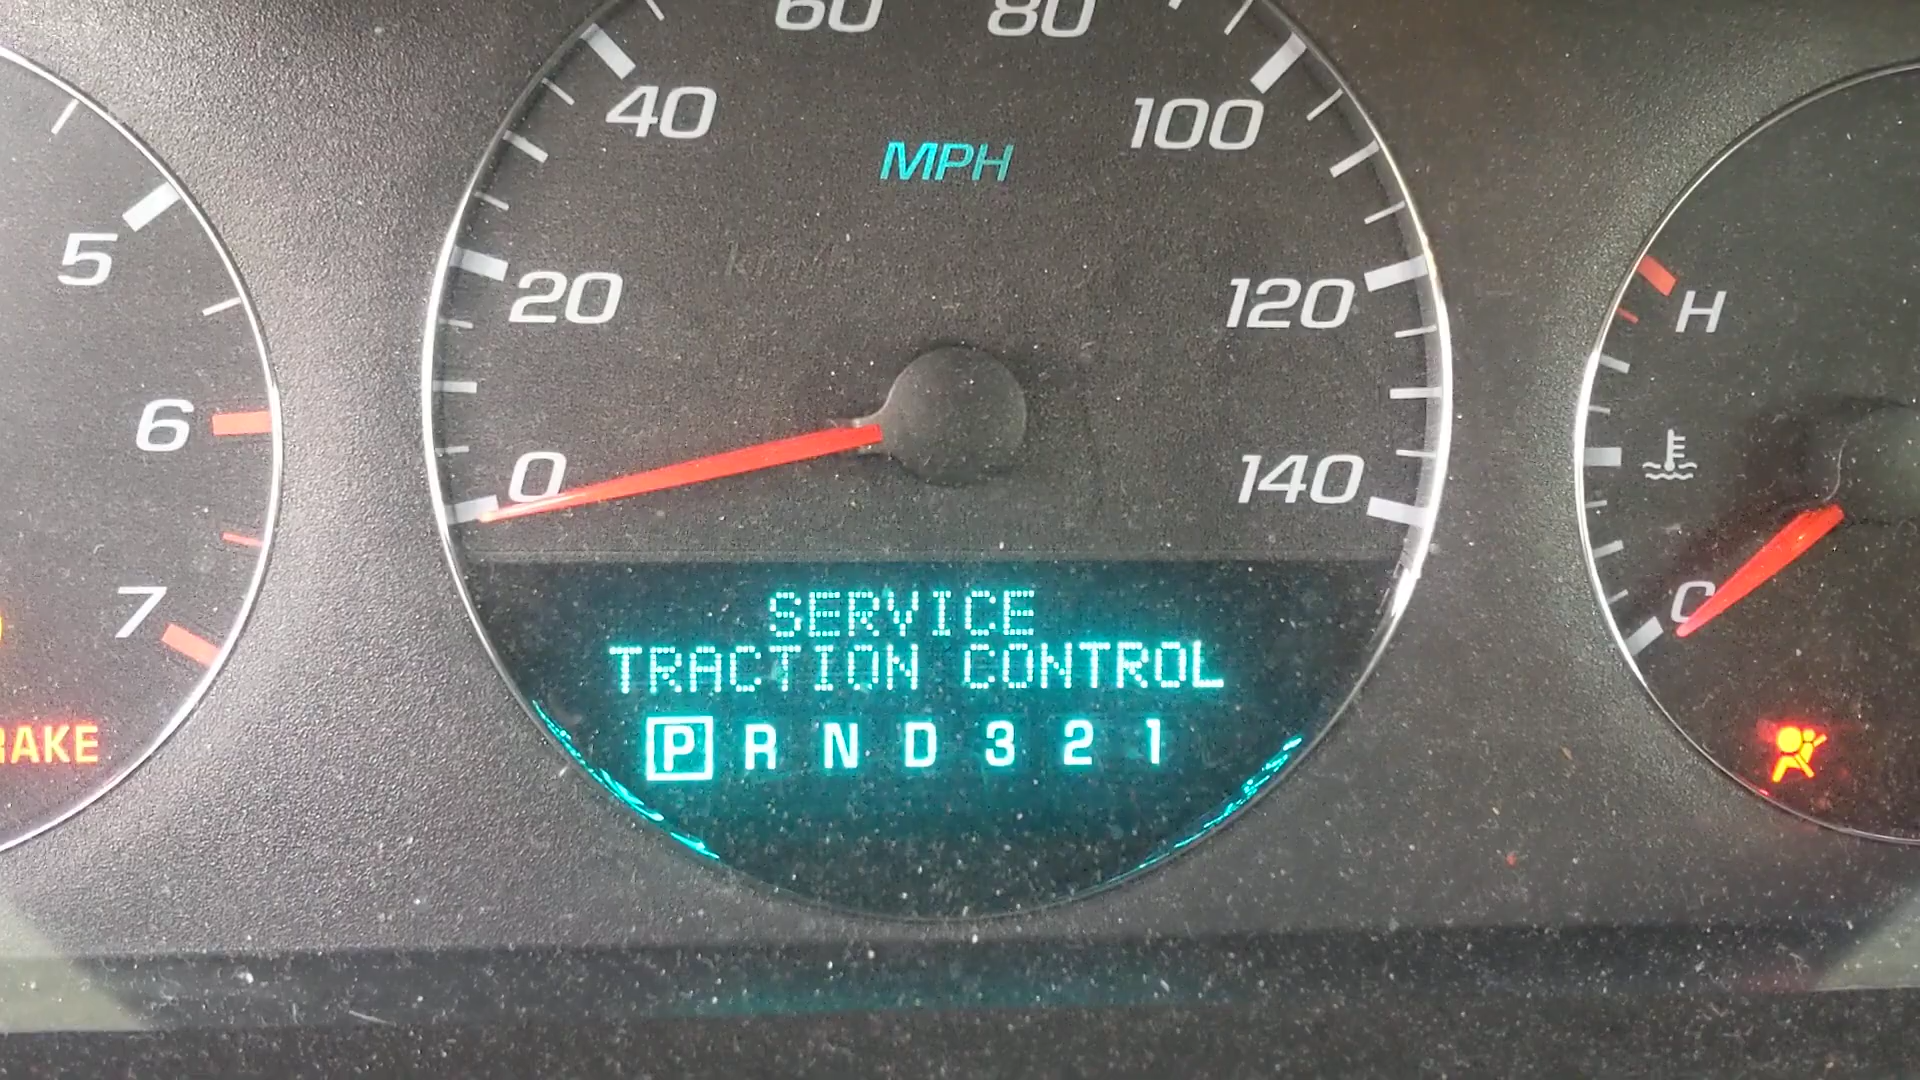 60 80
40 100
MPH
5
20 120
H
6
0 140
C
7
SERVICE
TRACTION CONTROL
RAKE
P R N D 3 2 1